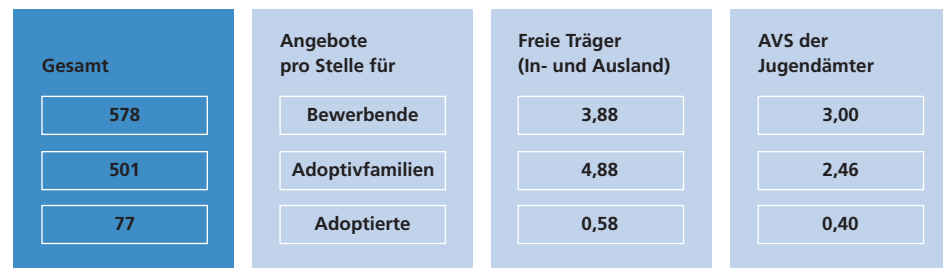 Gesamt
578
501
77
Angebote
pro Stelle für
Bewerbende
Adoptivfamilien
Adoptierte
Freie Träger
(In- und Ausland)
3,88
4,88
0,58
AVS der
Jugendämter
3,00
2,46
0,40